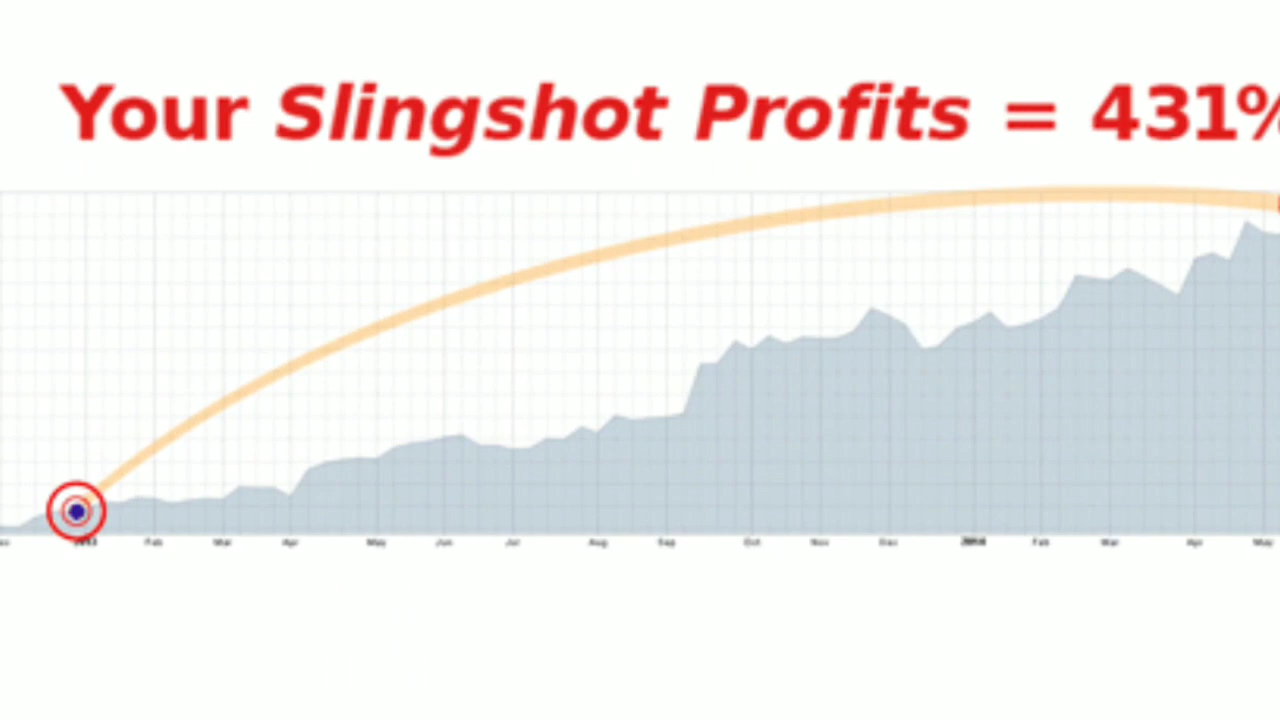 Your Slingshot Profits = 431%
Feb Mar Apr May Jun Jul Aug Sep Oct Nov Dec Feb Mar Apr May